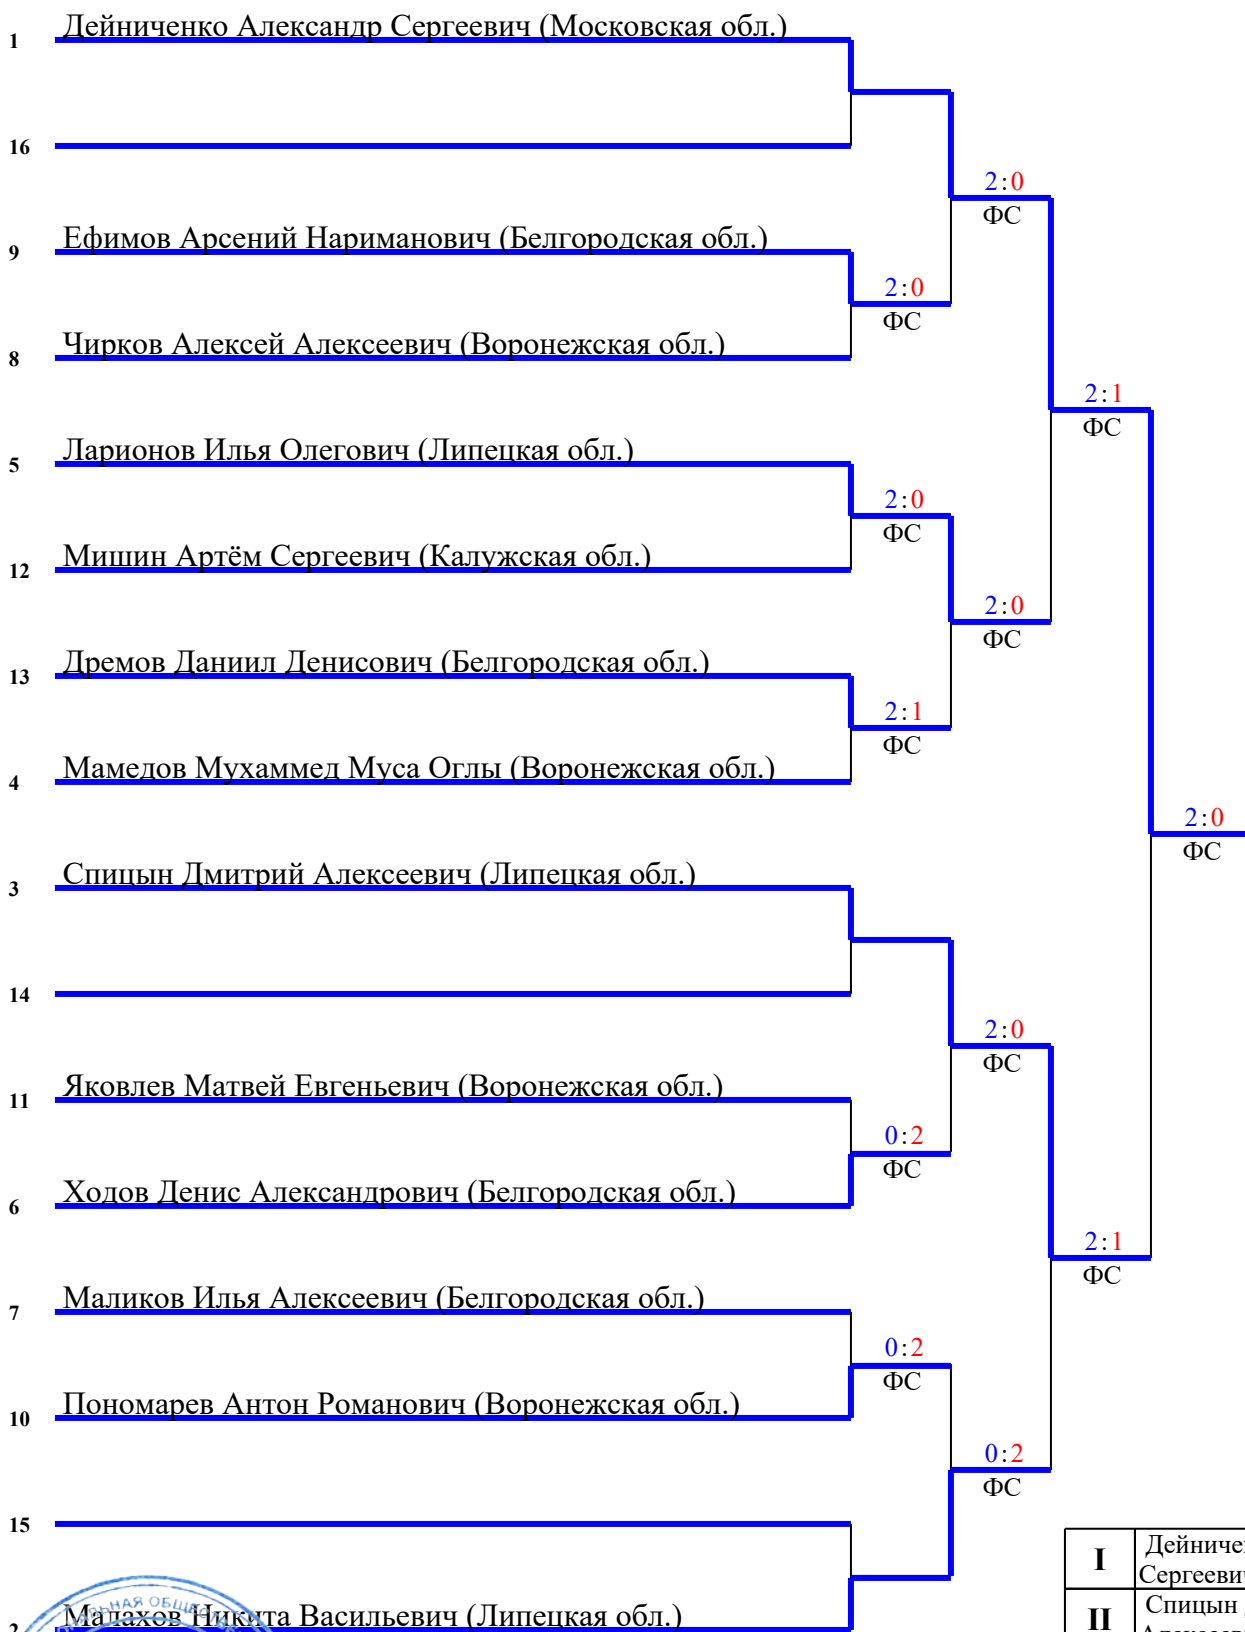 1 Дейниченко Александр Сергеевич (Московская обл.)
16
2:0
ФС
9 Ефимов Арсений Нариманович (Белгородская обл.)
2:0
ФС
8 Чирков Алексей Алексеевич (Воронежская обл.)
2:1
ФС
5 Ларионов Илья Олегович (Липецкая обл.)
2:0
ФС
12 Мишин Артём Сергеевич (Калужская обл.)
2:0
ФС
13 Дремов Даниил Денисович (Белгородская обл.)
2:1
ФС
4 Мамедов Мухаммед Муса Оглы (Воронежская обл.)
2:0
ФС
3 Спицын Дмитрий Алексеевич (Липецкая обл.)
14
2:0
ФС
11 Яковлев Матвей Евгеньевич (Воронежская обл.)
0:2
ФС
6 Ходов Денис Александрович (Белгородская обл.)
2:1
ФС
7 Маликов Илья Алексеевич (Белгородская обл.)
0:2
ФС
10 Пономарев Антон Романович (Воронежская обл.)
0:2
ФС
15
I Дейничен
Сергеевич
2 Малахов Никита Васильевич (Липецкая обл.)
II Спицын